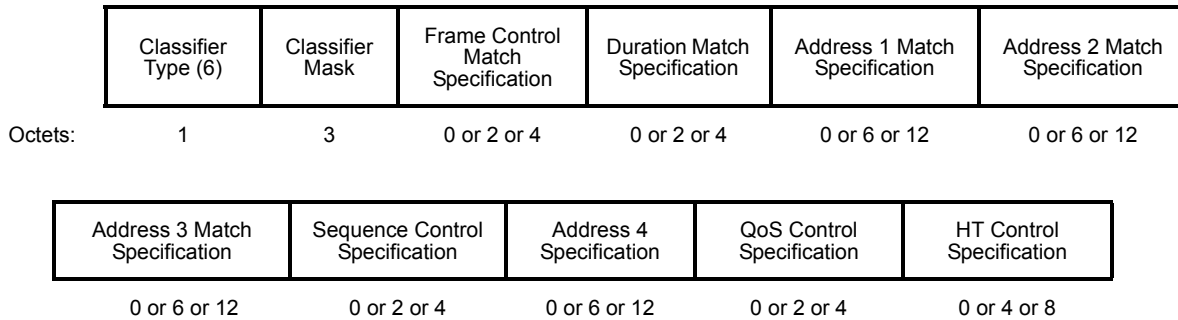 Classifier
Type (6)
Classifier
Mask
Frame Control
Match
Specification
Duration Match
Specification
Address 1 Match
Specification
Address 2 Match
Specification
Octets: 1 3 0 or 2 or 4 0 or 2 or 4 0 or 6 or 12 0 or 6 or 12
Address 3 Match
Specification
Sequence Control
Specification
Address 4
Specification
QoS Control
Specification
HT Control
Specification
0 or 6 or 12 0 or 2 or 4 0 or 6 or 12 0 or 2 or 4 0 or 4 or 8